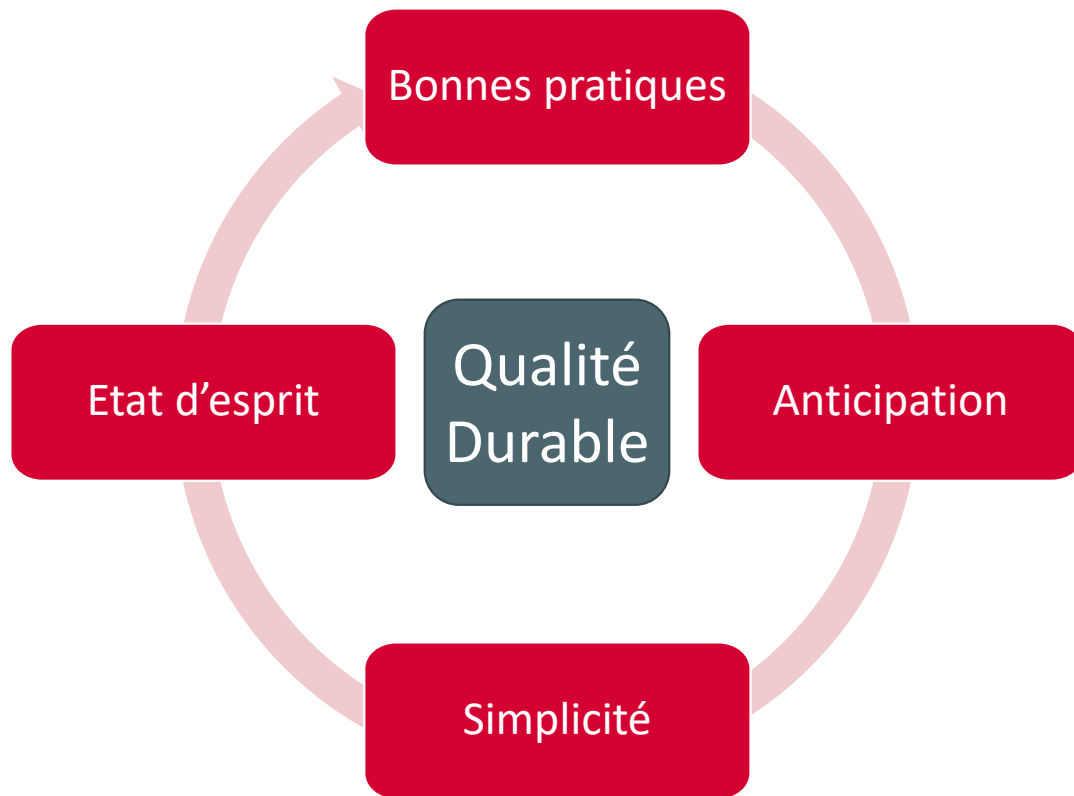 Bonnes pratiques
Etat d’esprit
Qualité
Durable
Anticipation
Simplicité